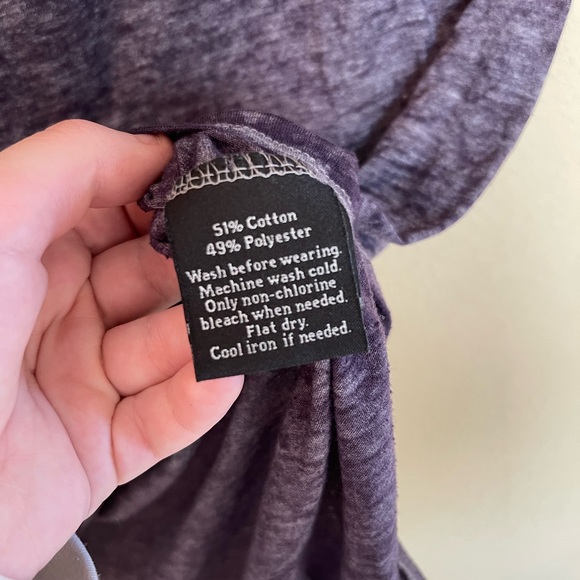 51% Cotton
49% Polyester
Wash before wearing.
Machine wash cold.
Only non-chlorine
bleach when needed.
Flat dry.
Cool iron if needed.